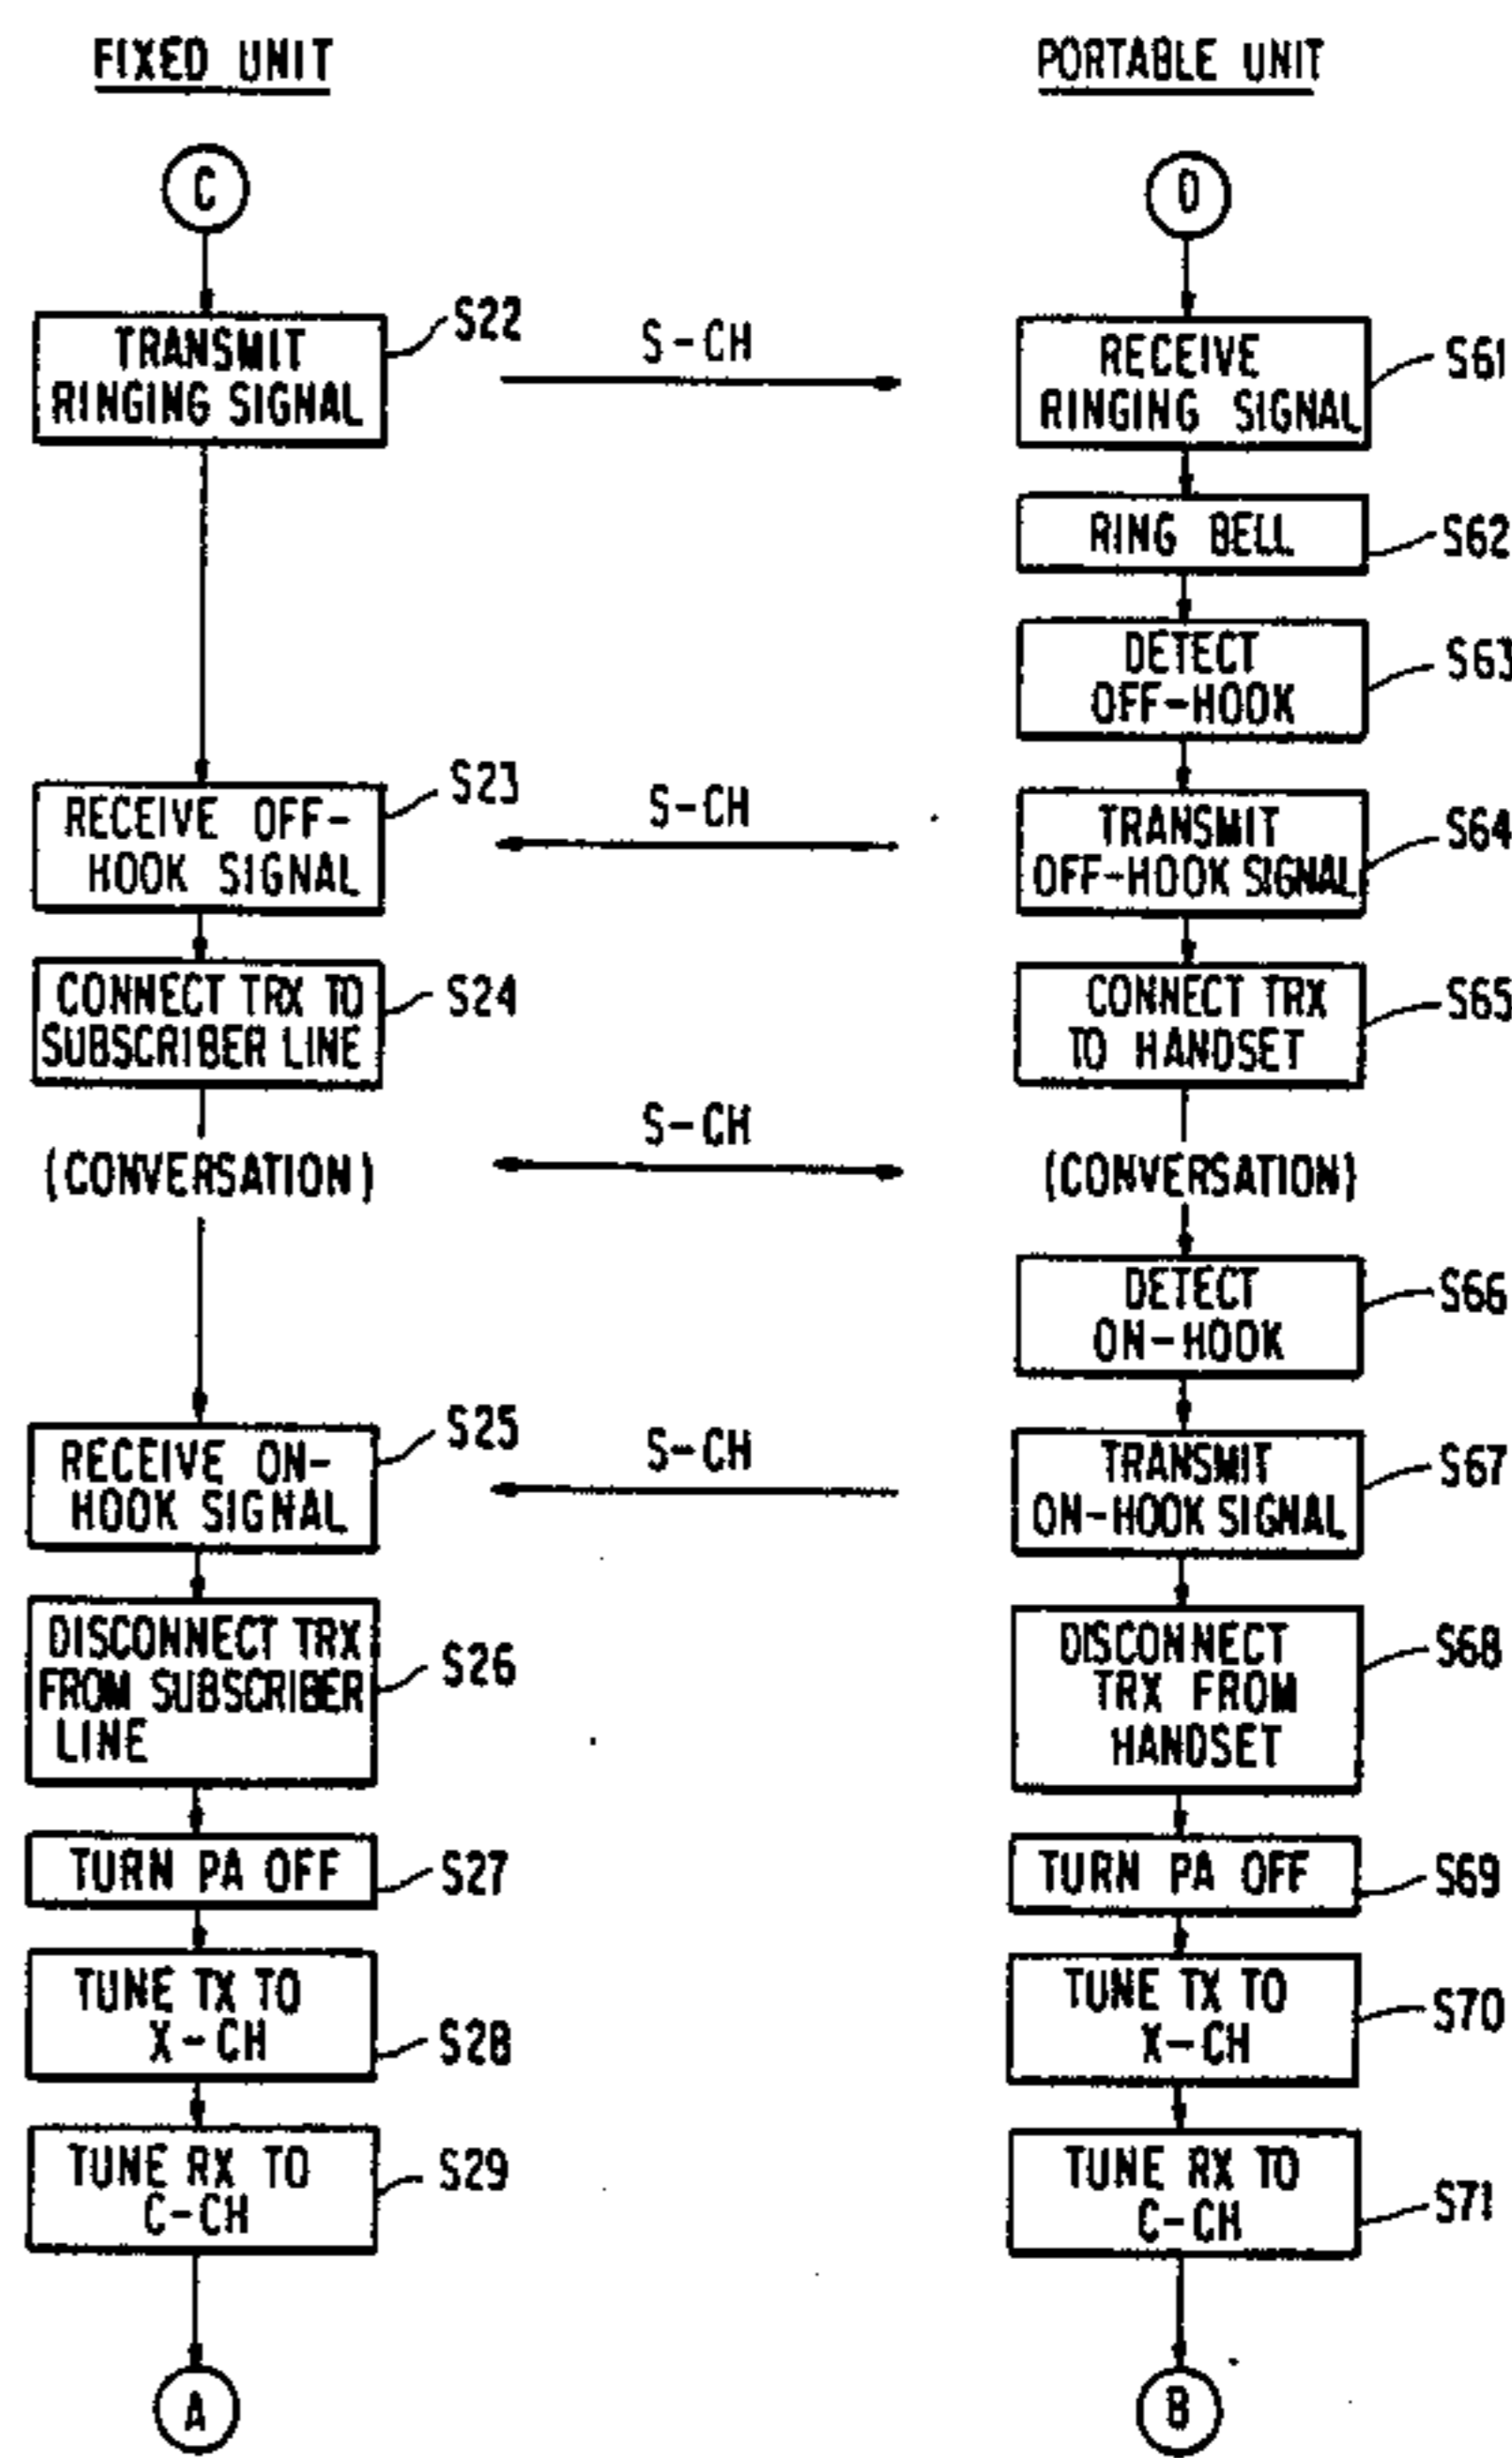 FIXED UNIT
C
TRANSMIT
RINGING SIGNAL
S22
RECEIVE OFF-
HOOK SIGNAL
S23
CONNECT TRX TO
SUBSCRIBER LINE
S24
(CONVERSATION)
RECEIVE ON-
HOOK SIGNAL
S25
DISCONNECT TRX
FROM SUBSCRIBER
LINE
S26
TURN PA OFF
S27
TUNE TX TO
X-CH
S28
TUNE RX TO
C-CH
S29
A
S-CH
S-CH
S-CH
S-CH
PORTABLE UNIT
D
RECEIVE
RINGING SIGNAL
S61
RING BELL
S62
DETECT
OFF-HOOK
S63
TRANSMIT
OFF-HOOK SIGNAL
S64
CONNECT TRX
TO HANDSET
S65
(CONVERSATION)
DETECT
ON-HOOK
S66
TRANSMIT
ON-HOOK SIGNAL
S67
DISCONNECT
TRX FROM
HANDSET
S68
TURN PA OFF
S69
TUNE TX TO
X-CH
S70
TUNE RX TO
C-CH
S71
B